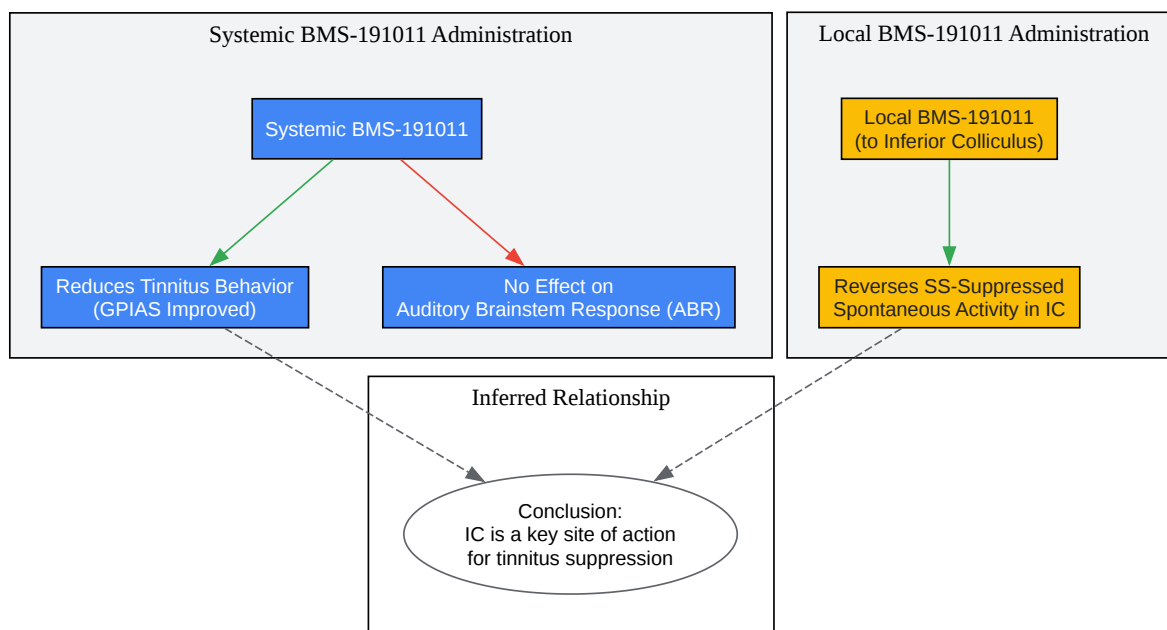 Systemic BMS-191011 Administration
Systemic BMS-191011
Reduces Tinnitus Behavior
(GPIAS Improved)
No Effect on
Auditory Brainstem Response (ABR)
Local BMS-191011 Administration
Local BMS-191011
(to Inferior Colliculus)
Reverses SS-Suppressed
Spontaneous Activity in IC
Inferred Relationship
Conclusion:
IC is a key site of action
for tinnitus suppression